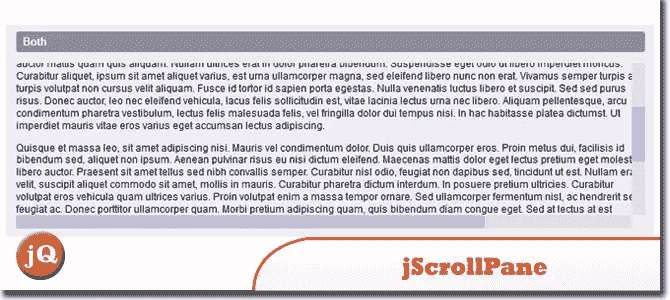 Both
auctor mattis quam quis aliquam. Nullam ultrices erat in dolor pharetra bibendum. Suspendisse eget odio ut libero imperdiet rhoncus.
Curabitur aliquet, ipsum sit amet aliquet varius, est urna ullamcorper magna, sed eleifend libero nunc non erat. Vivamus semper turpis a
turpis volutpat non cursus velit aliquam. Fusce id tortor id sapien porta egestas. Nulla venenatis luctus libero et suscipit. Sed sed purus
risus. Donec auctor, leo nec eleifend vehicula, lacus felis sollicitudin est, vitae lacinia lectus urna nec libero. Aliquam pellentesque, arcu
condimentum pharetra vestibulum, lectus felis malesuada felis, vel fringilla dolor dui tempus nisi. In hac habitasse platea dictumst. Ut
imperdiet mauris vitae eros varius eget accumsan lectus adipiscing.
Quisque et massa leo, sit amet adipiscing nisi. Mauris vel condimentum dolor. Duis quis ullamcorper eros. Proin metus dui, facilisis id
bibendum sed, aliquet non ipsum. Aenean pulvinar risus eu nisi dictum eleifend. Maecenas mattis dolor eget lectus pretium eget molest
libero auctor. Praesent sit amet tellus sed nibh convallis semper. Curabitur nisl odio, feugiat non dapibus sed, tincidunt ut est. Nullam era
velit, suscipit aliquet commodo sit amet, mollis in mauris. Curabitur pharetra dictum interdum. In posuere pretium ultricies. Curabitur
volutpat eros vehicula quam ultrices varius. Proin volutpat enim a massa tempor ornare. Sed ullamcorper fermentum nisl, ac hendrerit se
feugiat ac. Donec porttitor ullamcorper quam. Morbi pretium adipiscing quam, quis bibendum diam congue eget. Sed at lectus at est
jQ
jScrollPane